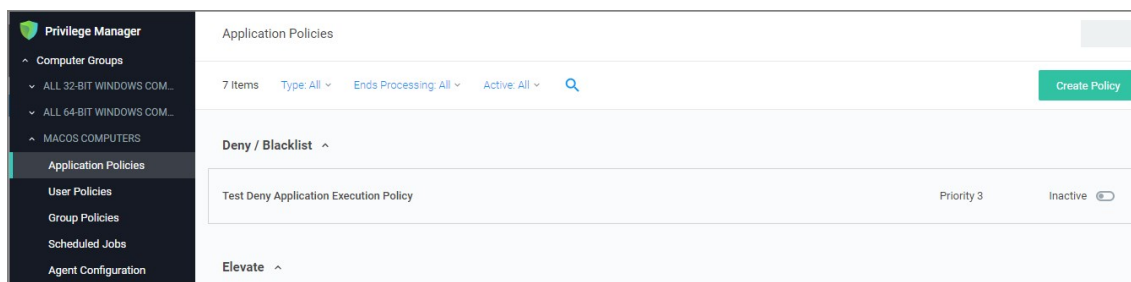 Privilege Manager
Computer Groups
ALL 32-BIT WINDOWS COM...
ALL 64-BIT WINDOWS COM...
MACOS COMPUTERS
Application Policies
User Policies
Group Policies
Scheduled Jobs
Agent Configuration
Application Policies
7 Items Type: All Ends Processing: All Active: All Create Policy
Deny / Blacklist
Test Deny Application Execution Policy Priority 3 Inactive
Elevate